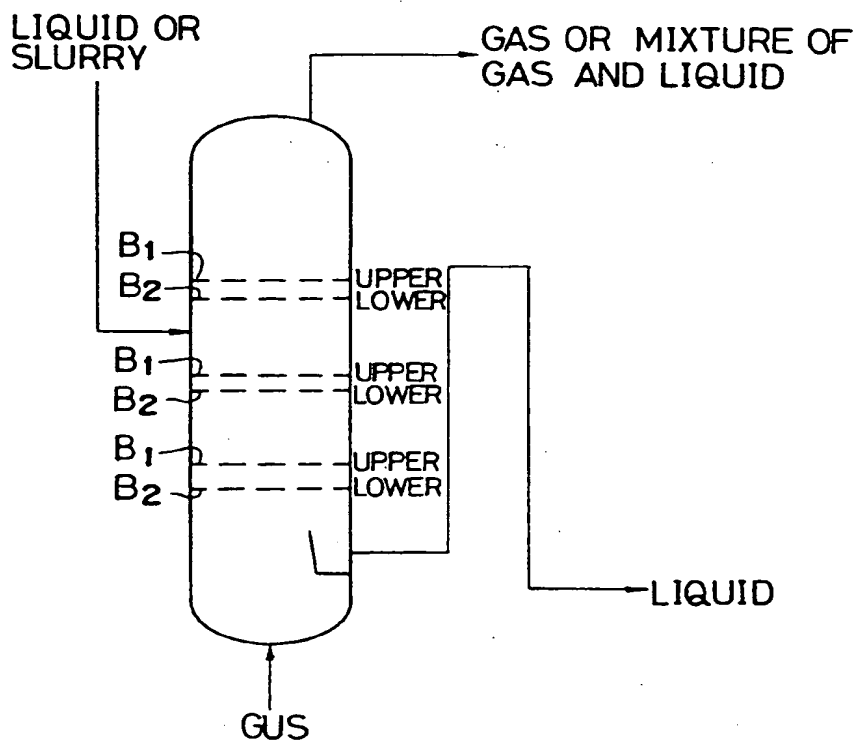 LIQUID OR
SLURRY
GAS OR MIXTURE OF
GAS AND LIQUID
B1
UPPER
B2
LOWER
B1
UPPER
B2
LOWER
B1
UPPER
B2
LOWER
LIQUID
GUS